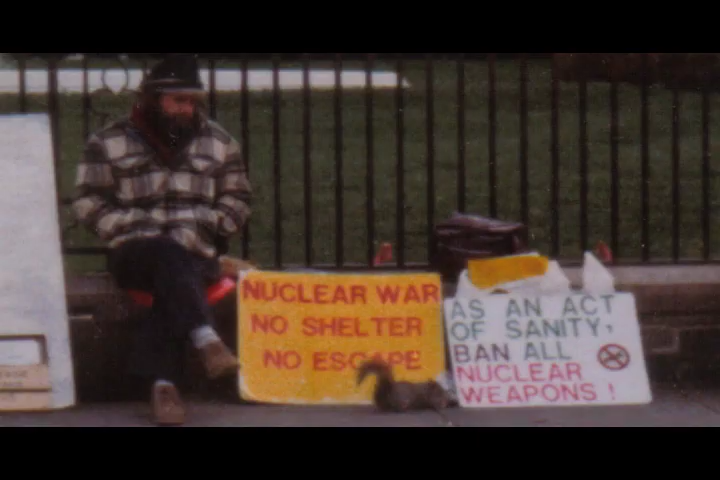 NUCLEAR WAR
NO SHELTER
NO ESCAPE
AS AN ACT
OF SANITY,
BAN ALL
NUCLEAR
WEAPONS!